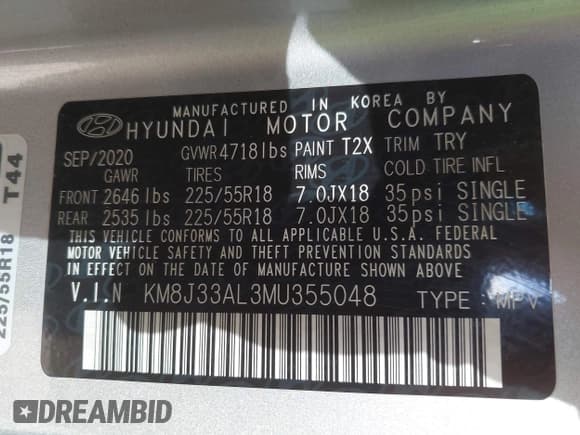 MANUFACTURED IN KOREA BY
HYUNDAI MOTOR COMPANY
SEP/2020 GVWR4718lbs PAINT T2X TRIM TRY
GAWR TIRES RIMS COLD TIRE INFL
FRONT 2646 lbs 225/55R18 7.0JX18 35psi SINGLE
REAR 2535 lbs 225/55R18 7.0JX18 35psi SINGLE
THIS VEHICLE CONFORMS TO ALL APPLICABLE U.S.A. FEDERAL
MOTOR VEHICLE SAFETY AND THEFT PREVENTION STANDARDS
IN EFFECT ON THE DATE OF MANUFACTURE SHOWN ABOVE.
V.I.N KM8J33AL3MU355048 TYPE : MPV
225/55R18
T44
DREAMBID